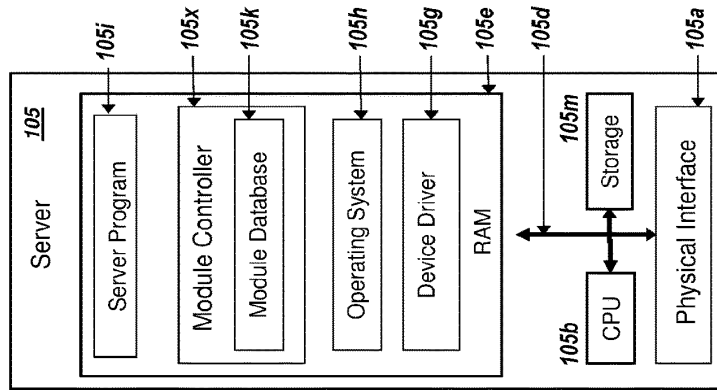 Server
105
Server Program
105i
Module Controller
105x
Module Database
105k
Operating System
105h
Device Driver
105g
RAM
105e
105d
105b
CPU
Storage
105m
Physical Interface
105a